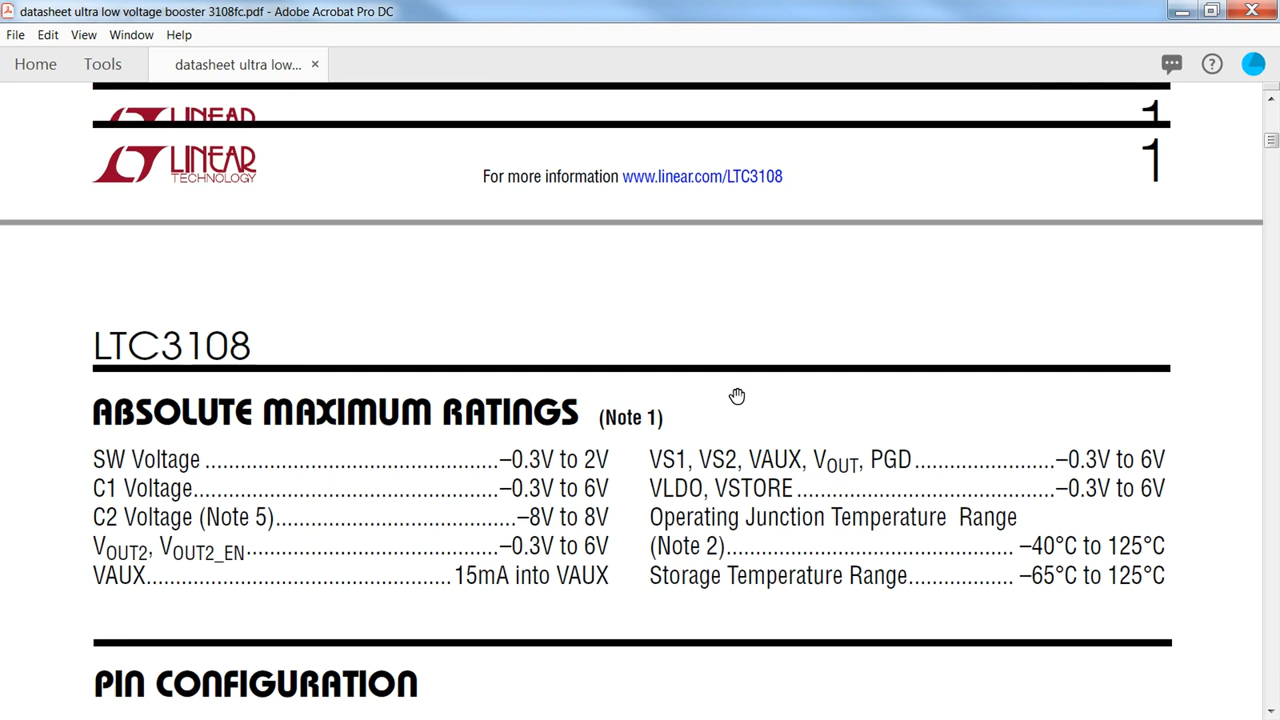 datasheet ultra low voltage booster 3108fc.pdf - Adobe Acrobat Pro DC
File Edit View Window Help
Home Tools datasheet ultra low... ×
LINEAR 1
LINEAR TECHNOLOGY
For more information www.linear.com/LTC3108
1
LTC3108
ABSOLUTE MAXIMUM RATINGS (Note 1)
SW Voltage ..................................................–0.3V to 2V
C1 Voltage....................................................–0.3V to 6V
C2 Voltage (Note 5).........................................–8V to 8V
VOUT2, VOUT2_EN...........................................–0.3V to 6V
VAUX....................................................15mA into VAUX
VS1, VS2, VAUX, VOUT, PGD........................–0.3V to 6V
VLDO, VSTORE............................................–0.3V to 6V
Operating Junction Temperature Range
(Note 2)................................................. –40°C to 125°C
Storage Temperature Range.................. –65°C to 125°C
PIN CONFIGURATION